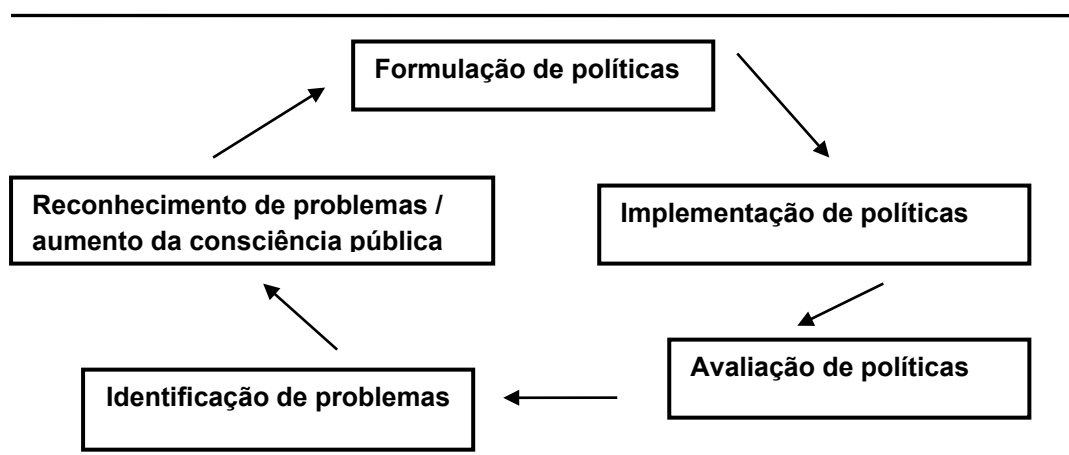 Formulação de políticas
Reconhecimento de problemas /
aumento da consciência pública
Implementação de políticas
Avaliação de políticas
Identificação de problemas